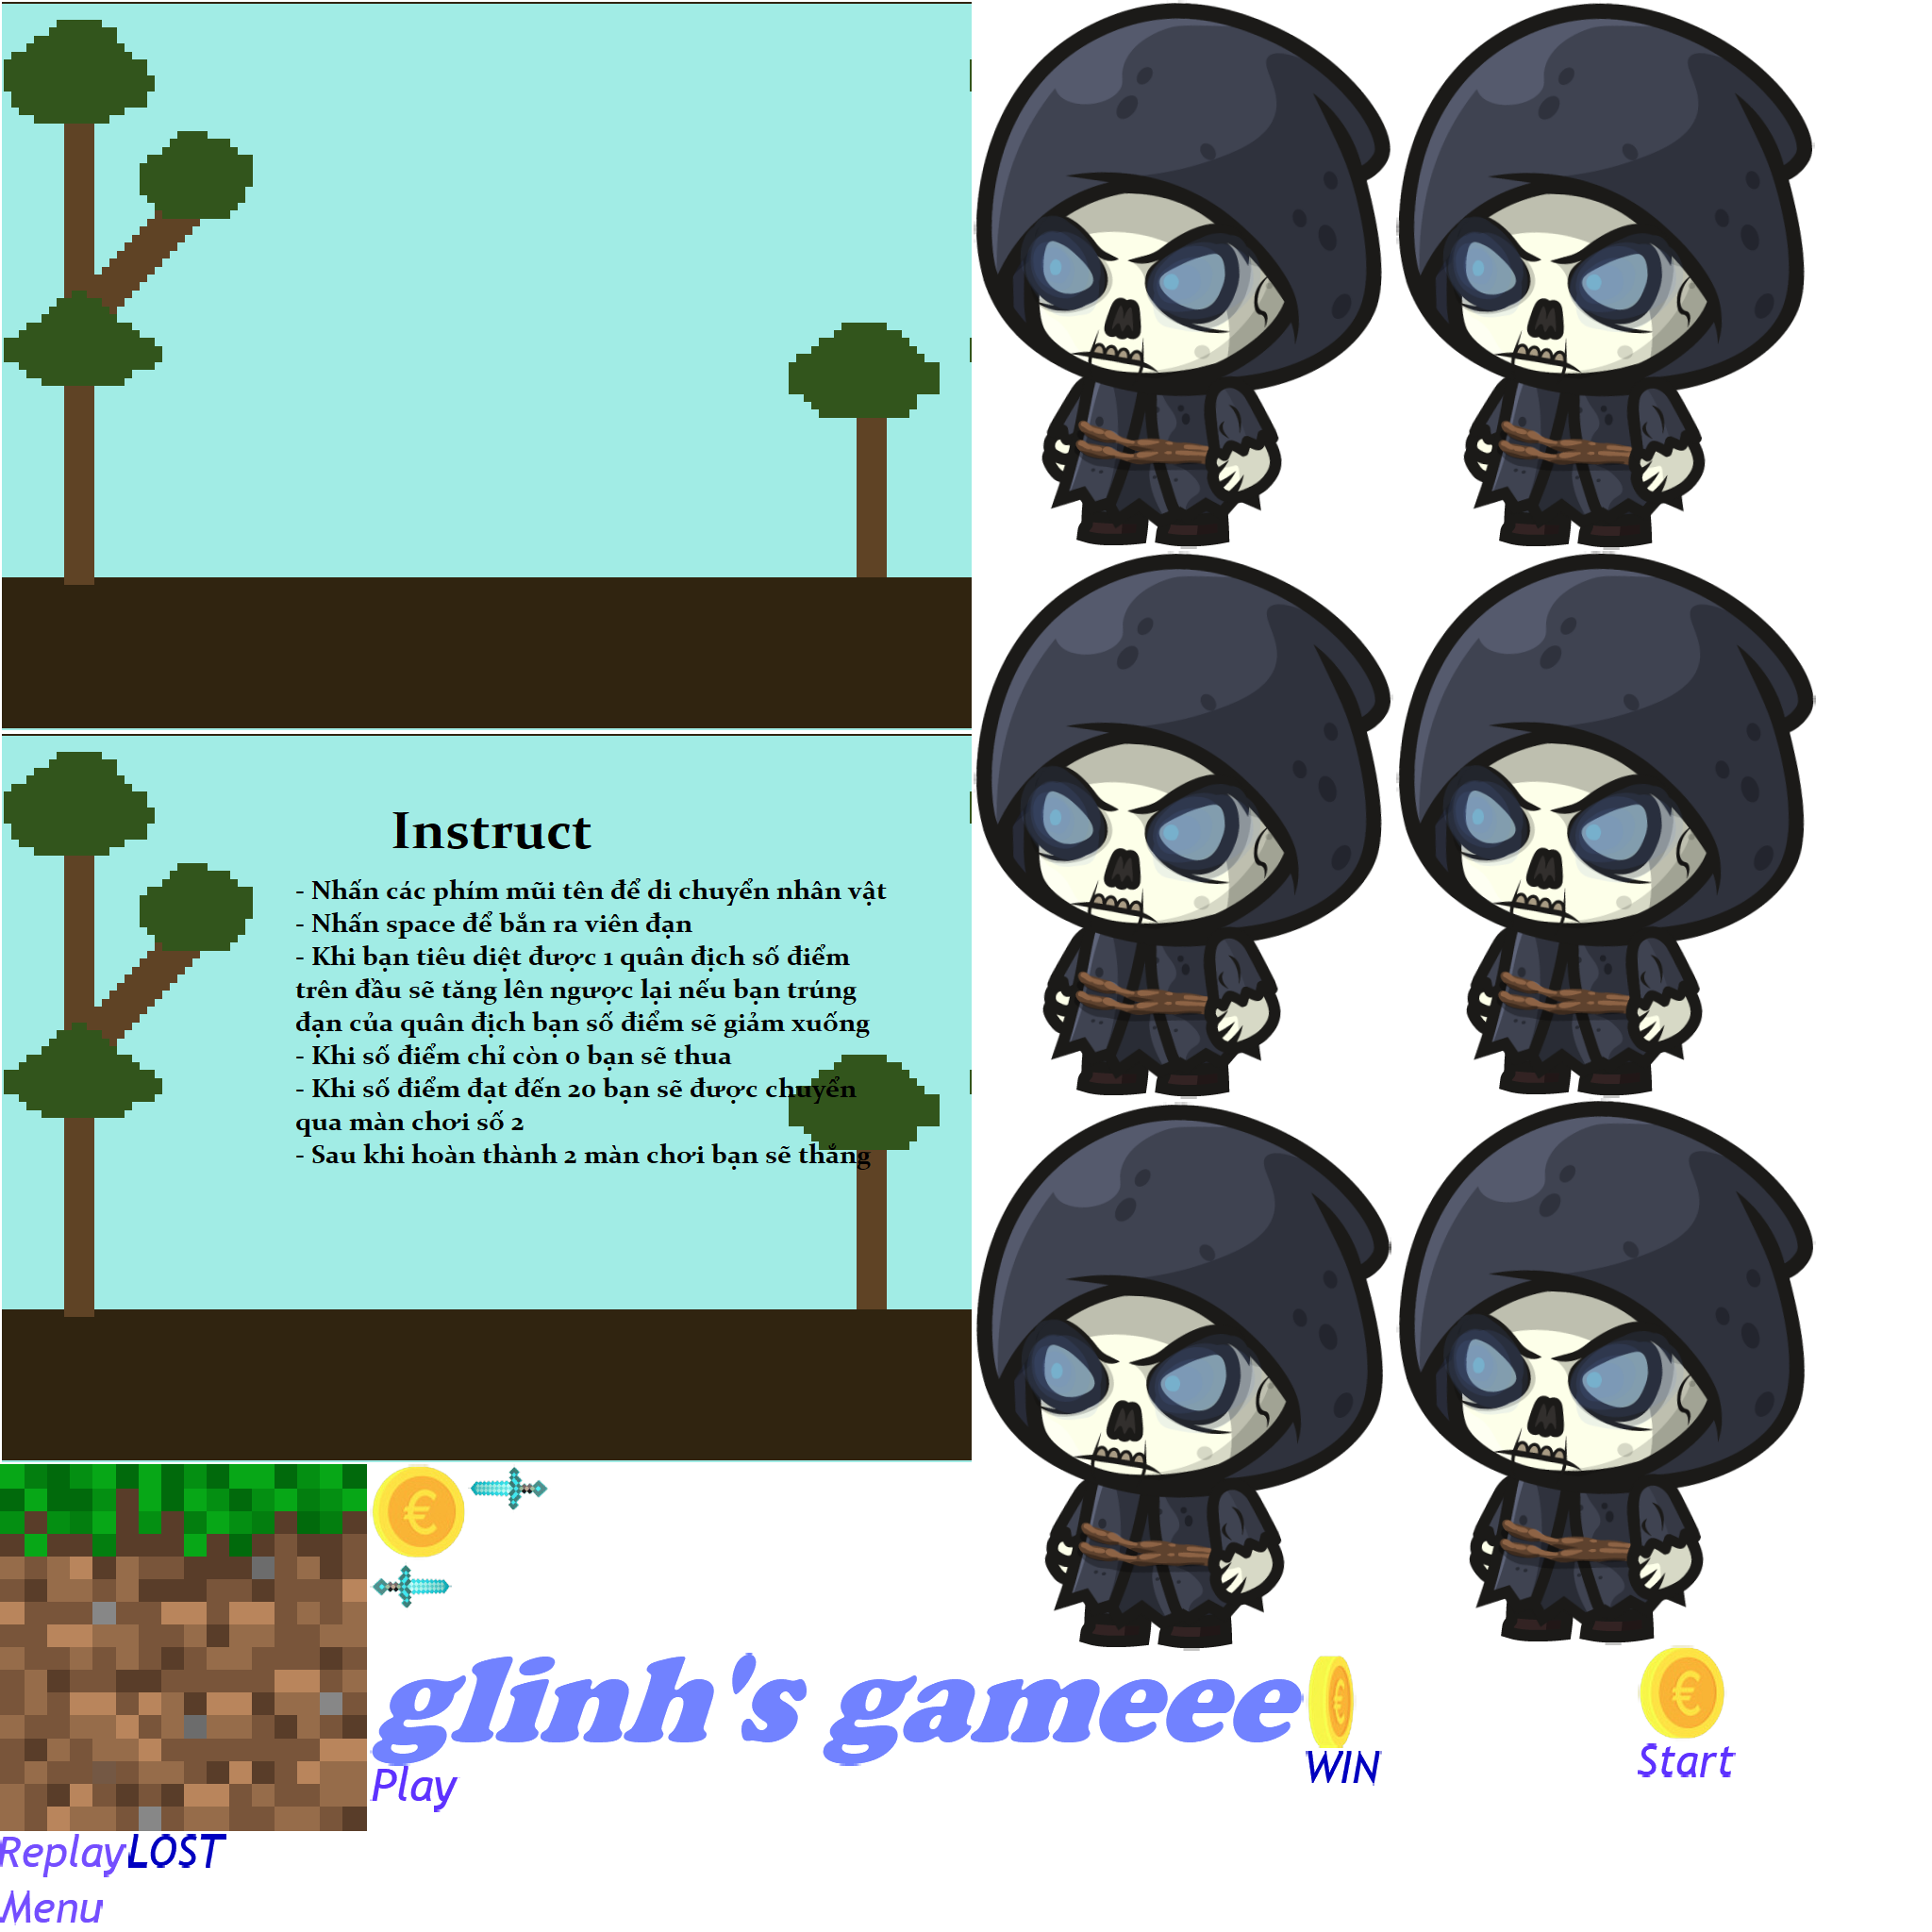 Instruct
- Nhấn các phím mũi tên để di chuyển nhân vật
- Nhấn space để bắn ra viên đạn
- Khi bạn tiêu diệt được 1 quân địch số điểm
trên đầu sẽ tăng lên ngược lại nếu bạn trúng
đạn của quân địch bạn số điểm sẽ giảm xuống
- Khi số điểm chỉ còn 0 bạn sẽ thua
- Khi số điểm đạt đến 20 bạn sẽ được chuyển
qua màn chơi số 2
- Sau khi hoàn thành 2 màn chơi bạn sẽ thắng
€
€
€
glinh's gameee
WIN
Start
Play
Replay
LOST
Menu